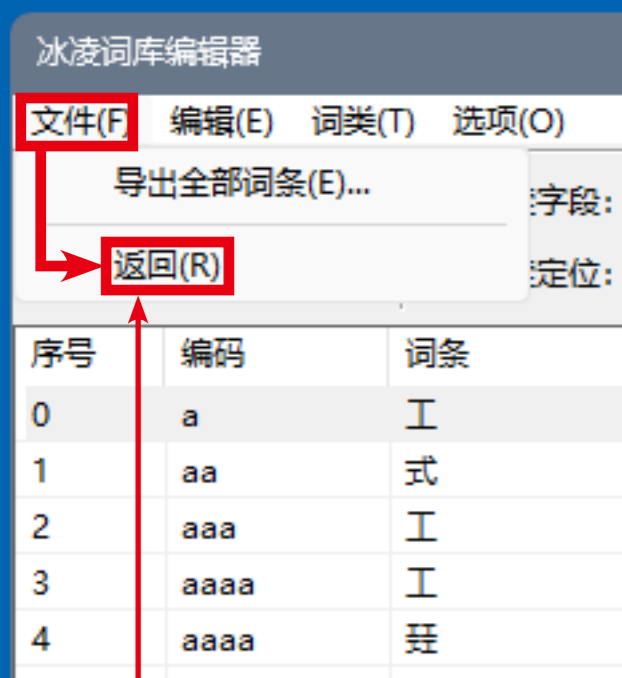 冰凌词库编辑器
文件(F) 编辑(E) 词类(T) 选项(O)
导出全部词条(E)...
字段:
返回(R)
定位:
序号 编码 词条
0 a 工
1 aa 式
2 aaa 工
3 aaaa 工
4 aaaa